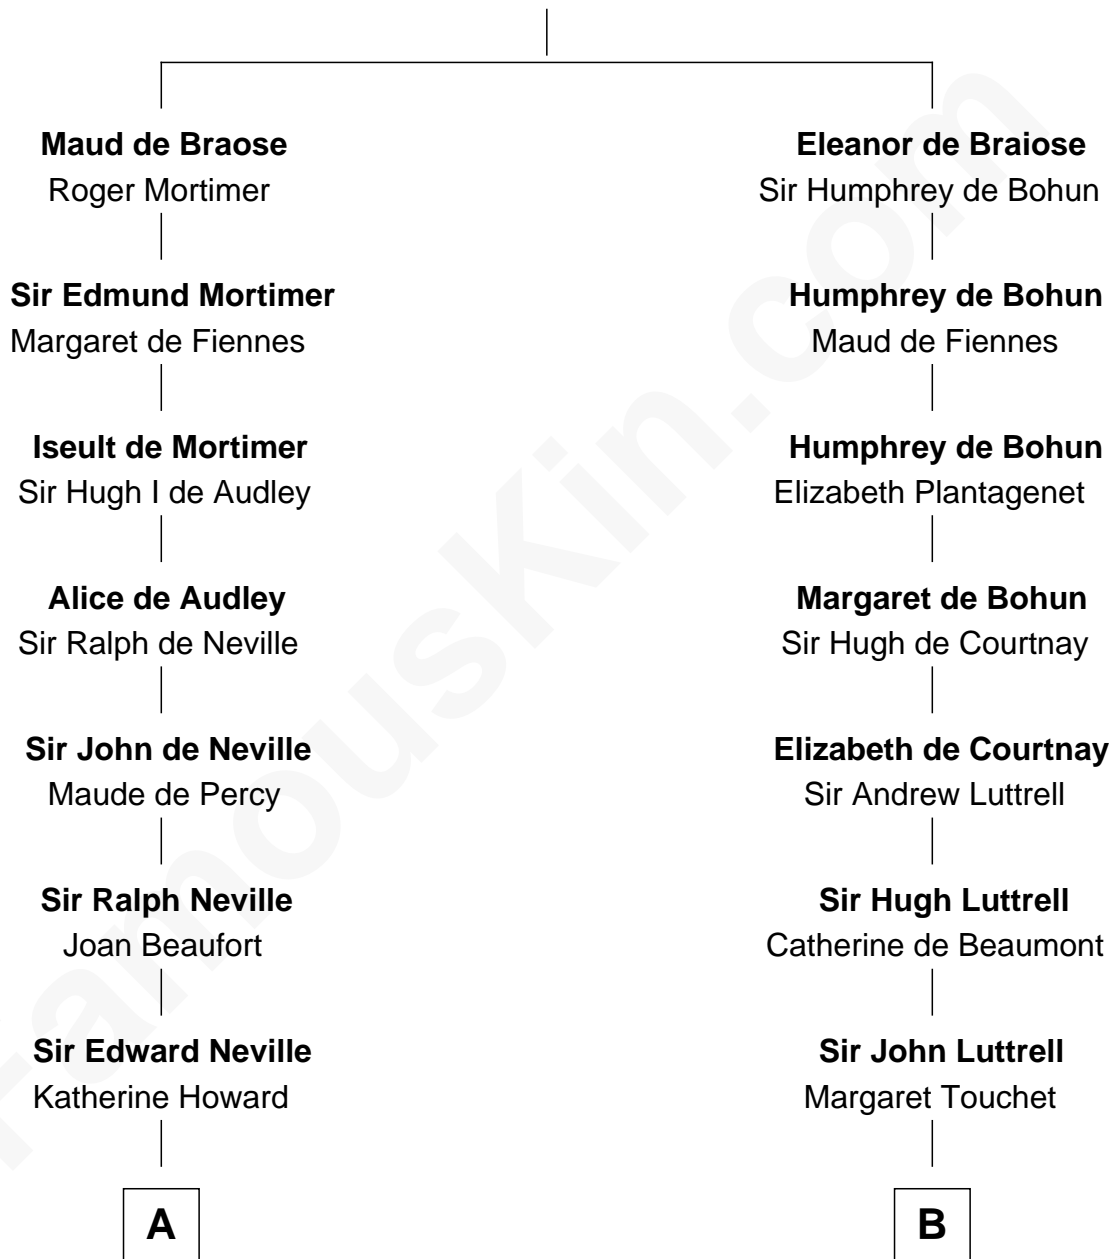 Maud de Braose
Roger Mortimer
Sir Edmund Mortimer
Margaret de Fiennes
Iseult de Mortimer
Sir Hugh I de Audley
Alice de Audley
Sir Ralph de Neville
Sir John de Neville
Maude de Percy
Sir Ralph Neville
Joan Beaufort
Sir Edward Neville
Katherine Howard
A
Eleanor de Braiose
Sir Humphrey de Bohun
Humphrey de Bohun
Maud de Fiennes
Humphrey de Bohun
Elizabeth Plantagenet
Margaret de Bohun
Sir Hugh de Courtnay
Elizabeth de Courtnay
Sir Andrew Luttrell
Sir Hugh Luttrell
Catherine de Beaumont
Sir John Luttrell
Margaret Touchet
B
FamousKin.com